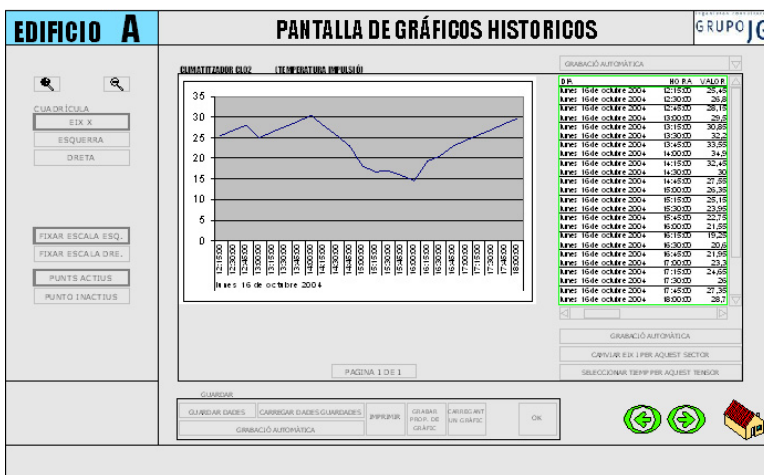 EDIFICIO A
PANTALLA DE GRÁFICOS HISTORICOS
GRUPO JG
CUADRÍCULA
EIX X
ESQUERRA
DRETA
FIXAR ESCALA ESQ.
FIXAR ESCALA DRE.
PUNTS ACTIUS
PUNTO INACTIUS
CLIMATITZADOR CL02 (TEMPERATURA IMPULSIÓ)
35
30
25
20
15
10
5
0
12:15:00
12:30:00
12:45:00
13:00:00
13:15:00
13:30:00
13:45:00
14:00:00
14:15:00
14:30:00
14:45:00
15:00:00
15:15:00
15:30:00
15:45:00
16:00:00
16:15:00
16:30:00
16:45:00
17:00:00
17:15:00
17:30:00
17:45:00
18:00:00
lunes 16 de octubre 2004
PAGINA 1 DE 1
GRABACIÓ AUTOMÀTICA
DIA HORA VALOR
lunes 16 de octubre 2004 12:15:00 25,45
lunes 16 de octubre 2004 12:30:00 26,8
lunes 16 de octubre 2004 12:45:00 28,15
lunes 16 de octubre 2004 13:00:00 29,5
lunes 16 de octubre 2004 13:15:00 30,85
lunes 16 de octubre 2004 13:30:00 32,2
lunes 16 de octubre 2004 13:45:00 33,55
lunes 16 de octubre 2004 14:00:00 34,9
lunes 16 de octubre 2004 14:15:00 32,45
lunes 16 de octubre 2004 14:30:00 30
lunes 16 de octubre 2004 14:45:00 27,55
lunes 16 de octubre 2004 15:00:00 26,35
lunes 16 de octubre 2004 15:15:00 25,15
lunes 16 de octubre 2004 15:30:00 23,95
lunes 16 de octubre 2004 15:45:00 22,75
lunes 16 de octubre 2004 16:00:00 21,55
lunes 16 de octubre 2004 16:15:00 19,25
lunes 16 de octubre 2004 16:30:00 20,6
lunes 16 de octubre 2004 16:45:00 21,95
lunes 16 de octubre 2004 17:00:00 23,3
lunes 16 de octubre 2004 17:15:00 24,65
lunes 16 de octubre 2004 17:30:00 26
lunes 16 de octubre 2004 17:45:00 27,35
lunes 16 de octubre 2004 18:00:00 28,7
GRABACIÓ AUTOMÀTICA
CAMVIAR EIX I PER AQUEST SECTOR
SELECCIONAR TIEMP PER AQUEST TENSOR
GUARDAR
GUARDAR DADES
CARREGAR DADES GUARDADES
GRABACIÓ AUTOMÀTICA
IMPRIMIR
GRABAR
PROP. DE
GRÀFIC
CARREGANT
UN GRÀFIC
OK